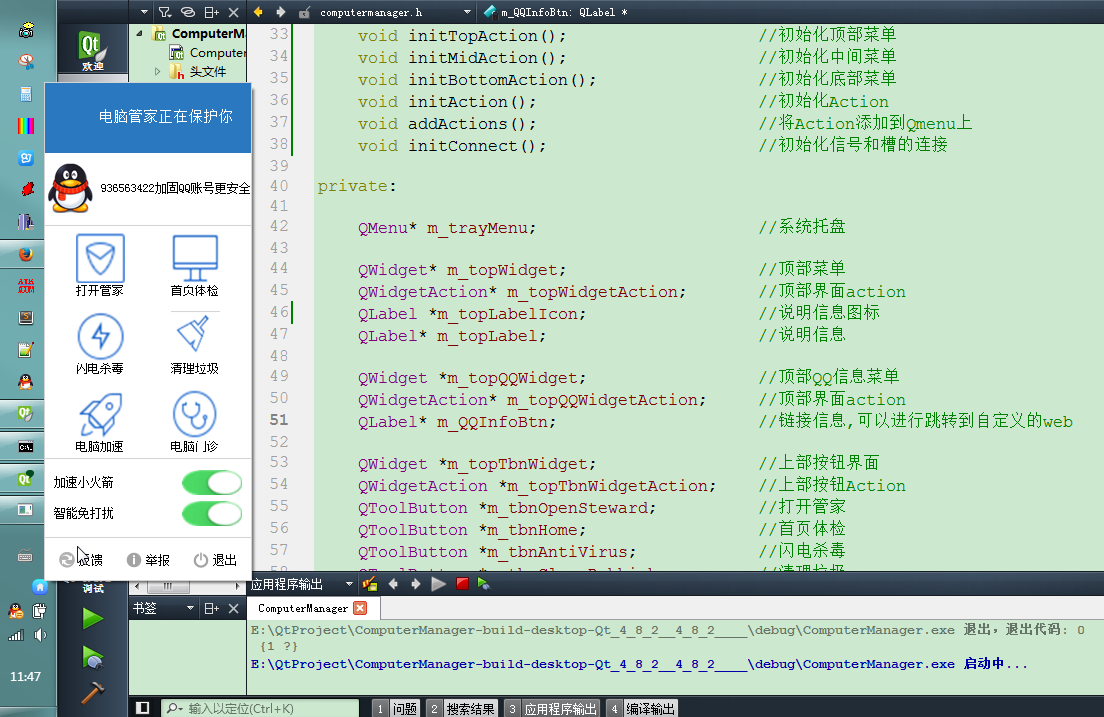 computermanager.h
m_QQInfoBtn: QLabel *
欢迎
ComputerM
Computer
头文件
33 void initTopAction(); //初始化顶部菜单
34 void initMidAction(); //初始化中间菜单
35 void initBottomAction(); //初始化底部菜单
36 void initAction(); //初始化Action
37 void addActions(); //将Action添加到Qmenu上
38 void initConnect(); //初始化信号和槽的连接
39
40 private:
41
42 QMenu* m_trayMenu; //系统托盘
43
44 QWidget* m_topWidget; //顶部菜单
45 QWidgetAction* m_topWidgetAction; //顶部界面action
46 QLabel *m_topLabelIcon; //说明信息图标
47 QLabel* m_topLabel; //说明信息
48
49 QWidget *m_topQQWidget; //顶部QQ信息菜单
50 QWidgetAction* m_topQQWidgetAction; //顶部界面action
51 QLabel* m_QQInfoBtn; //链接信息,可以进行跳转到自定义的web
52
53 QWidget *m_topTbnWidget; //上部按钮界面
54 QWidgetAction *m_topTbnWidgetAction; //上部按钮Action
55 QToolButton *m_tbnOpenSteward; //打开管家
56 QToolButton *m_tbnHome; //首页体检
57 QToolButton *m_tbnAntiVirus; //闪电杀毒
电脑管家正在保护你
936563422加固QQ账号更安全
打开管家
首页体检
闪电杀毒
清理垃圾
电脑加速
电脑门诊
加速小火箭
智能免打扰
反馈
举报
退出
调试
书签
应用程序输出
ComputerManager
E:\QtProject\ComputerManager-build-desktop-Qt_4_8_2__4_8_2____\debug\ComputerManager.exe 退出，退出代码: 0
{1 ?}
E:\QtProject\ComputerManager-build-desktop-Qt_4_8_2__4_8_2____\debug\ComputerManager.exe 启动中...
11:47
输入以定位(Ctrl+K)
1 问题
2 搜索结果
3 应用程序输出
4 编译输出